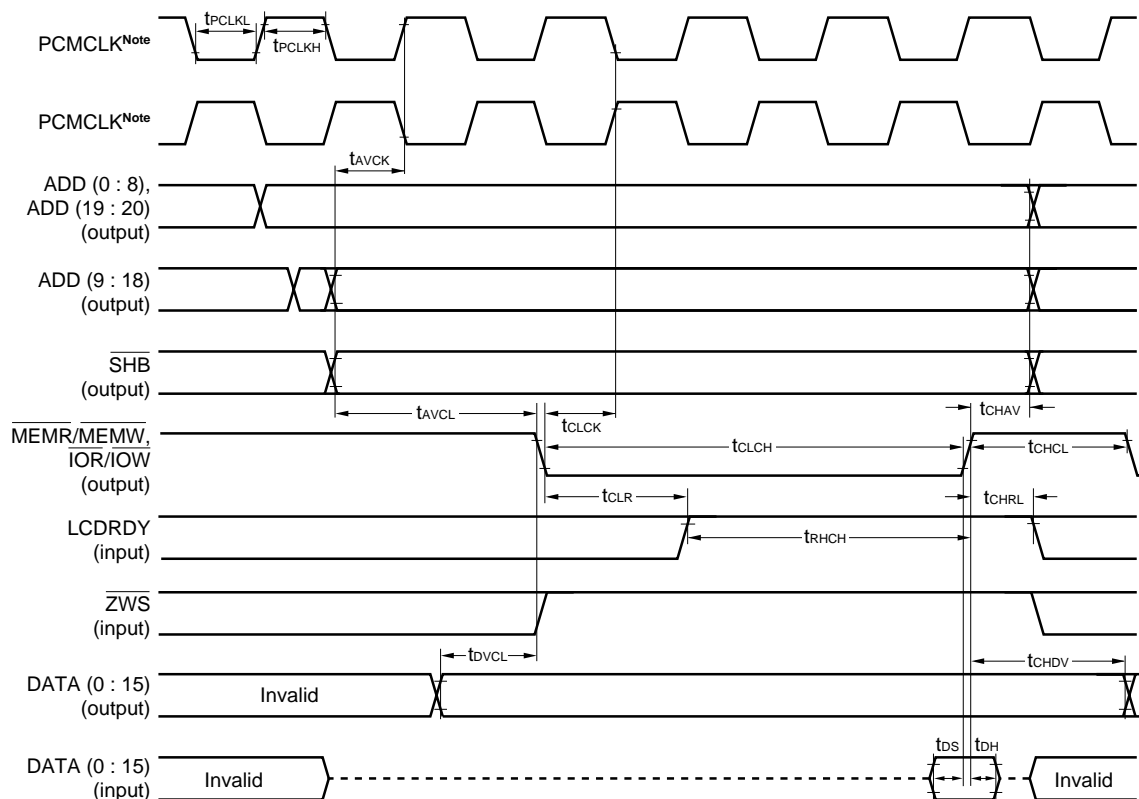 tPCLKL
PCMCLKNote
tPCLKH
PCMCLKNote
tAVCK
ADD (0 : 8),
ADD (19 : 20)
(output)
ADD (9 : 18)
(output)
SHB
(output)
tAVCL
tCLCK
tCHAV
MEMR/MEMW,
IOR/IOW
(output)
tCLCH
tCHCL
tCLR
tCHRL
LCDRDY
(input)
tRHCH
ZWS
(input)
tDVCL
tCHDV
DATA (0 : 15)
(output)
Invalid
tDS
tDH
DATA (0 : 15)
(input)
Invalid
Invalid